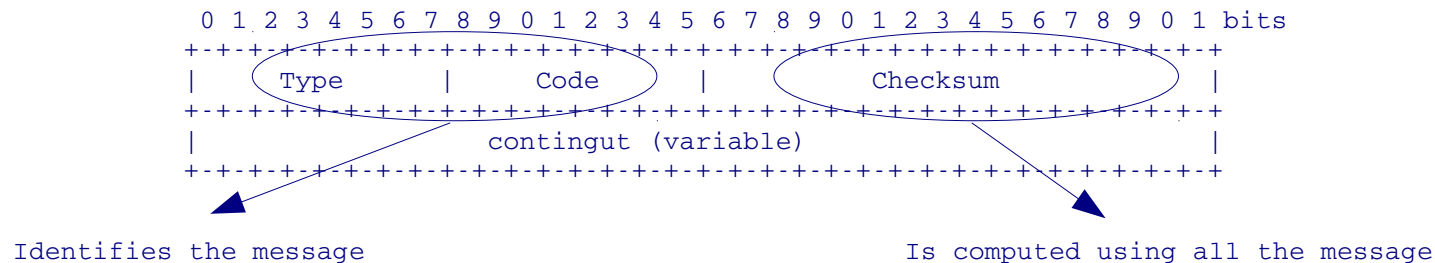 0 1 2 3 4 5 6 7 8 9 0 1 2 3 4 5 6 7 8 9 0 1 2 3 4 5 6 7 8 9 0 1 bits
+-+-+-+-+-+-+-+-+-+-+-+-+-+-+-+-+-+-+-+-+-+-+-+-+-+-+-+-+-+-+-+-+
| Type | Code | Checksum |
+-+-+-+-+-+-+-+-+-+-+-+-+-+-+-+-+-+-+-+-+-+-+-+-+-+-+-+-+-+-+-+-+
| contingut (variable) |
+-+-+-+-+-+-+-+-+-+-+-+-+-+-+-+-+-+-+-+-+-+-+-+-+-+-+-+-+-+-+-+-+
Identifies the message
Is computed using all the message